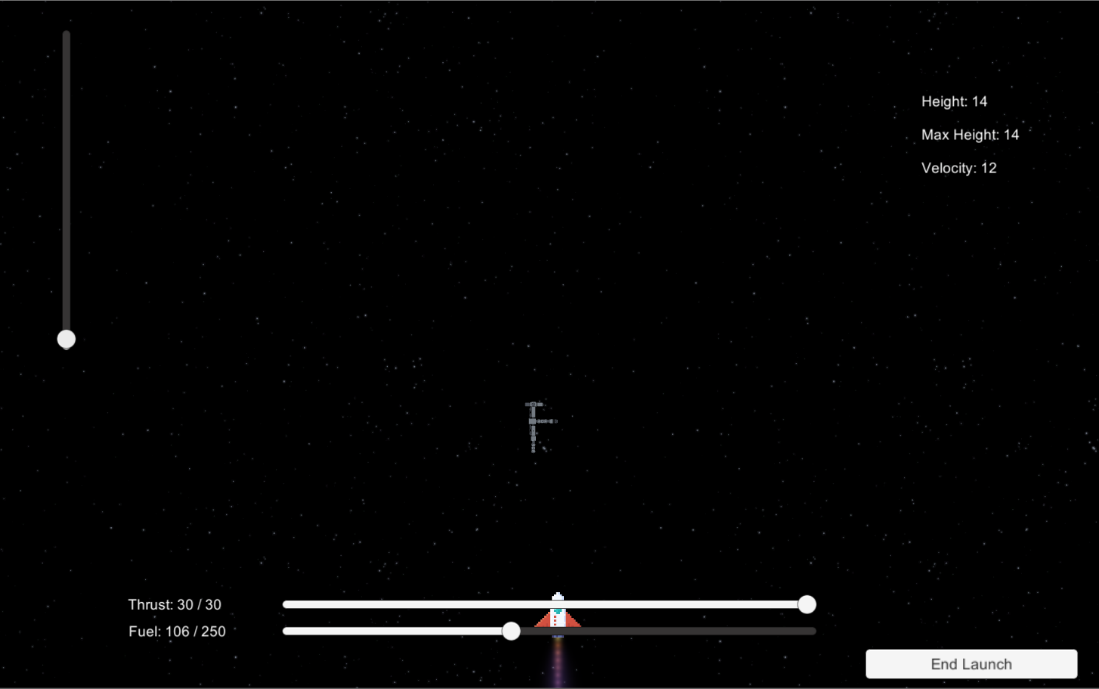 Height: 14
Max Height: 14
Velocity: 12
Thrust: 30 / 30
Fuel: 106 / 250
End Launch